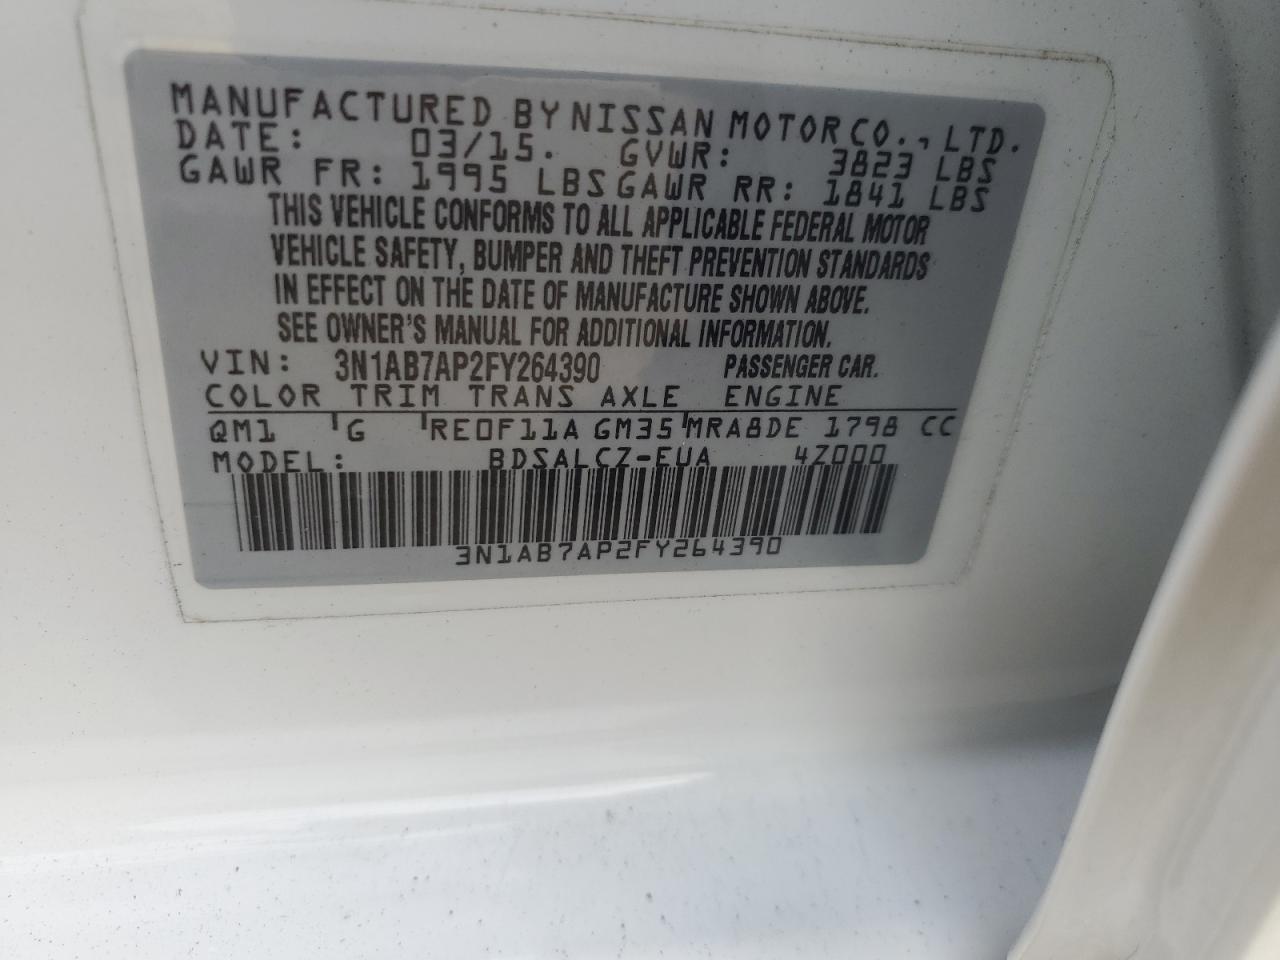 MANUFACTURED BY NISSAN MOTOR CO., LTD.
DATE: 03/15. GVWR: 3823 LBS
GAWR FR: 1995 LBS GAWR RR: 1841 LBS
THIS VEHICLE CONFORMS TO ALL APPLICABLE FEDERAL MOTOR
VEHICLE SAFETY, BUMPER AND THEFT PREVENTION STANDARDS
IN EFFECT ON THE DATE OF MANUFACTURE SHOWN ABOVE.
SEE OWNER'S MANUAL FOR ADDITIONAL INFORMATION.
VIN: 3N1AB7AP2FY264390 PASSENGER CAR.
COLOR TRIM TRANS AXLE ENGINE
QM1 G RE0F11A GM35 MRA8DE 1798 CC
MODEL: BDSALCZ-EUA 4Z000
3N1AB7AP2FY264390